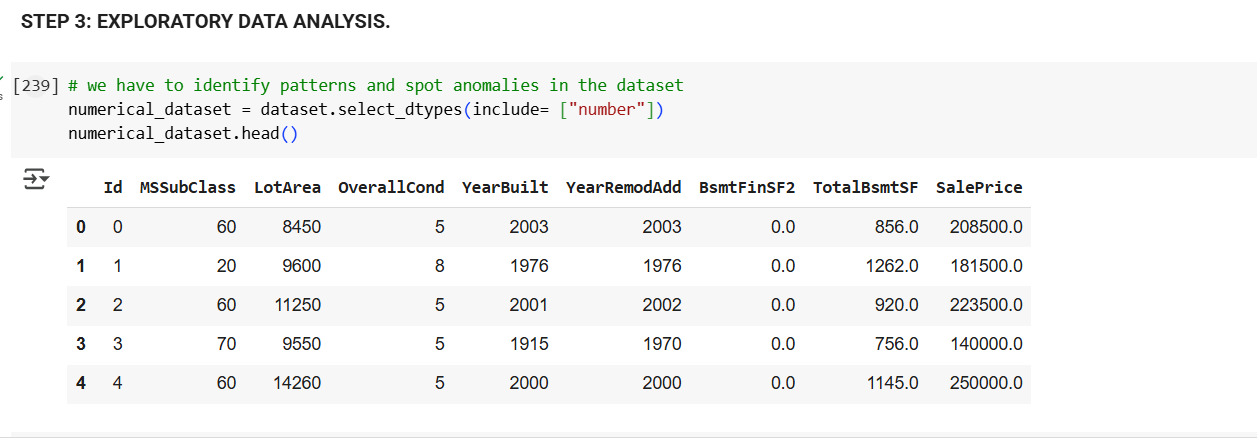 STEP 3: EXPLORATORY DATA ANALYSIS.
[239] # we have to identify patterns and spot anomalies in the dataset
numerical_dataset = dataset.select_dtypes(include= ["number"])
numerical_dataset.head()
Id MSSubClass LotArea OverallCond YearBuilt YearRemodAdd BsmtFinSF2 TotalBsmtSF SalePrice
0 0 60 8450 5 2003 2003 0.0 856.0 208500.0
1 1 20 9600 8 1976 1976 0.0 1262.0 181500.0
2 2 60 11250 5 2001 2002 0.0 920.0 223500.0
3 3 70 9550 5 1915 1970 0.0 756.0 140000.0
4 4 60 14260 5 2000 2000 0.0 1145.0 250000.0